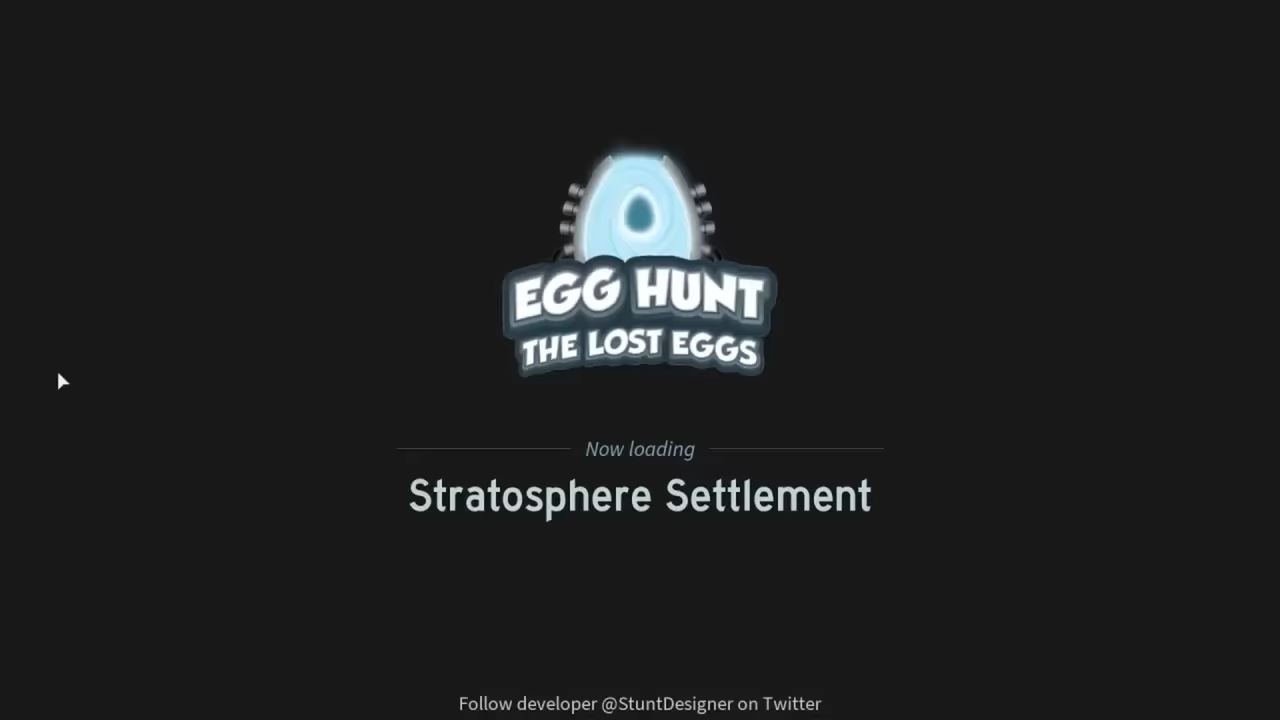 EGG HUNT
THE LOST EGGS
Now loading
Stratosphere Settlement
Follow developer @StuntDesigner on Twitter